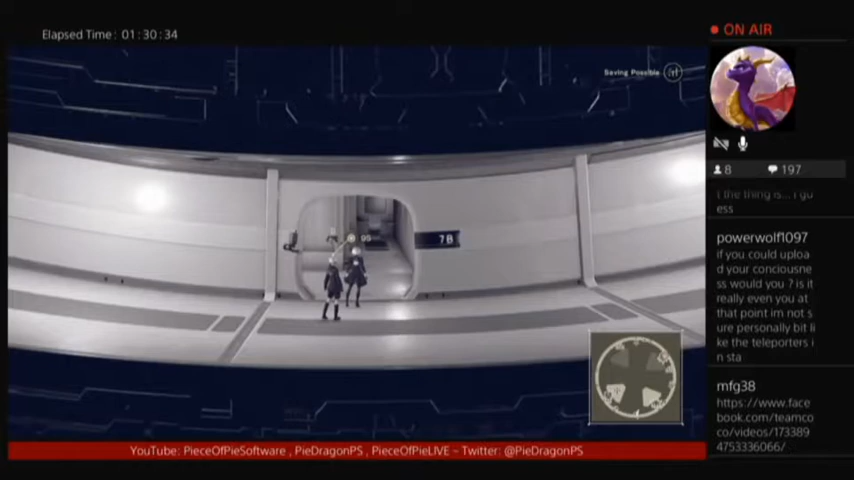 Elapsed Time: 01:30:34
ON AIR
Saving Possible
8
197
t the thing is... I gu
ess
9S
7B
powerwolf1097
if you could uploa
d your conciousne
ss would you ? is it
really even you at
that point im not s
ure personally bit li
ke the teleporters i
n sta
mfg38
https://www.face
book.com/teamco
co/videos/173389
4753336066/
YouTube: PieceOfPieSoftware , PieDragonPS , PieceOfPieLIVE ~ Twitter: @PieDragonPS